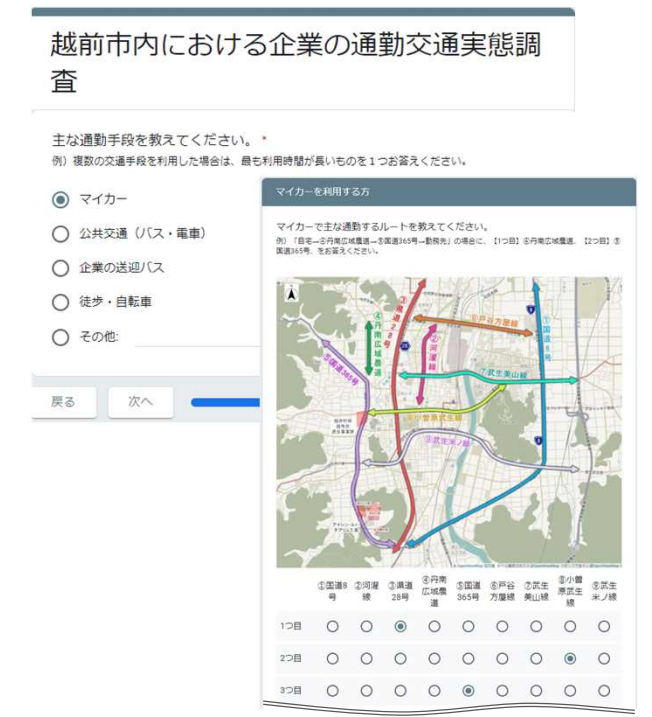 越前市内における企業の通勤交通実態調
査
主な通勤手段を教えてください。*
例）複数の交通手段を利用した場合は、最も利用時間が長いものを１つお答えください。
マイカー
公共交通（バス・電車）
企業の送迎バス
徒歩・自転車
その他:
戻る
次へ
マイカーを利用する方
マイカーで主な通勤するルートを教えてください。
例）「自宅→④丹南広域農道→⑤国道365号→勤務先」の場合に、【1つ目】④丹南広域農道、【2つ目】⑤
国道365号、をお答えください。
③県道28号
④丹南広域農道
②河濯線
⑥戸谷方屋線
①国道8号
⑤国道365号
⑦武生美山線
⑨武生米ノ線
①国道8
号
②河濯
線
③県道
28号
④丹南
広域農
道
⑤国道
365号
⑥戸谷
方屋線
⑦武生
美山線
⑧小曽
原武生
線
⑨武生
米ノ線
1つ目
2つ目
3つ目